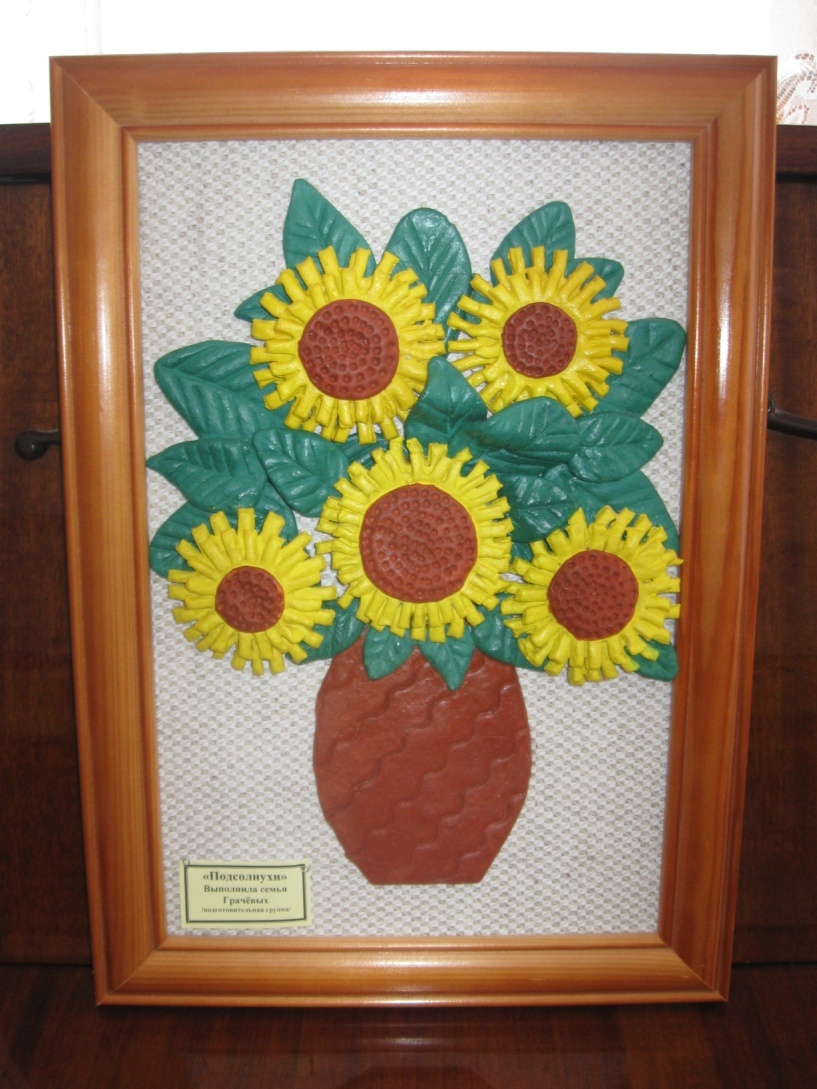 «Подсолнухи»
Выполнила семья
Грачёвых
/подготовительная группа/